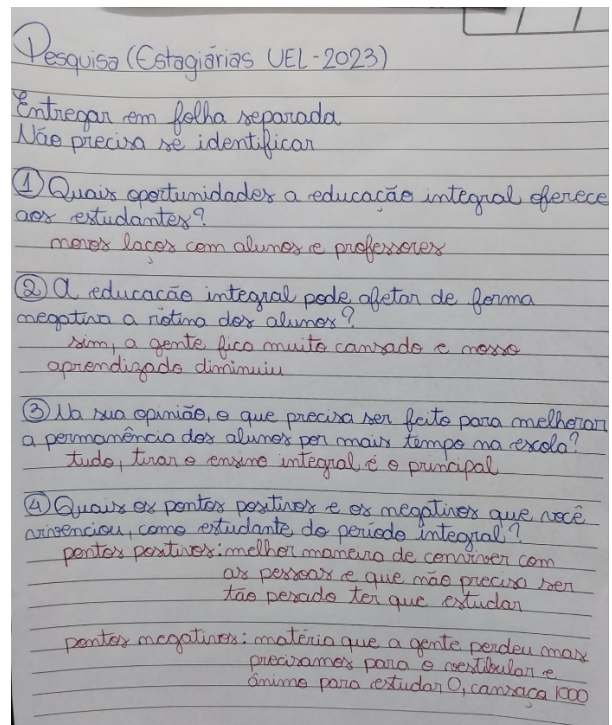 Pesquisa (Estagiárias UEL-2023)
Entregar em folha separada
Não precisa se identificar
① Quais oportunidades a educação integral oferece
aos estudantes?
novos laços com alunos e professores
② A educação integral pode afetar de forma
negativa a rotina dos alunos?
sim, a gente fica muito cansado e nosso
aprendizado diminuiu
③ Na sua opinião, o que precisa ser feito para melhorar
a permanência dos alunos por mais tempo na escola?
tudo, tirar o ensino integral é o principal
④ Quais os pontos positivos e os negativos que você
vivenciou, como estudante do período integral?
pontos positivos: melhor maneira de conviver com
as pessoas e que não precisa ser
tão pesado ter que estudar
pontos negativos: matéria que a gente perdeu mas
precisamos para o vestibular e
ânimo para estudar 0, cansaça 1000